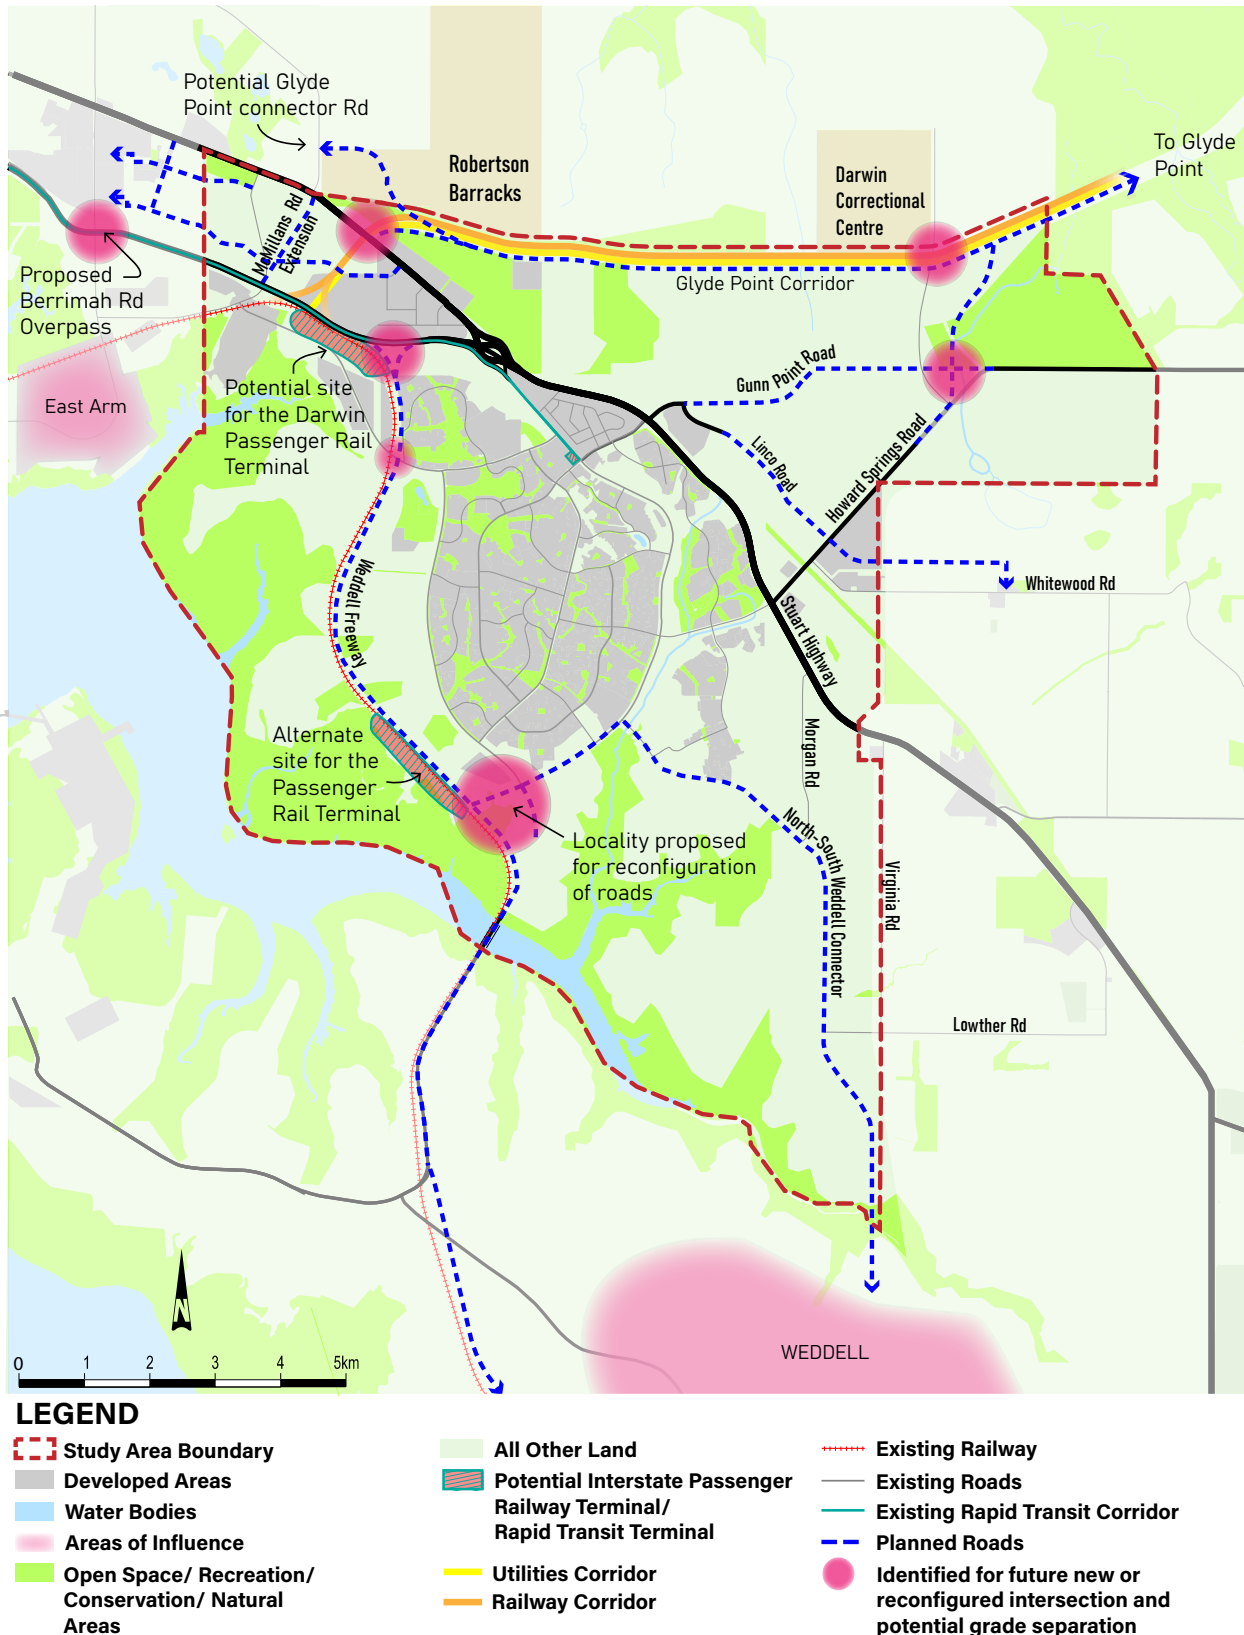 Potential Glyde
Point connector Rd
To Glyde
Point
Robertson
Barracks
Darwin
Correctional
Centre
McMillans Rd
Extension
Proposed
Berrimah Rd
Overpass
Glyde Point Corridor
Gunn Point Road
East Arm
Potential site
for the Darwin
Passenger Rail
Terminal
Linco Road
Howard Springs Road
Whitewood Rd
Weddell Freeway
Stuart Highway
Morgan Rd
Alternate
site for the
Passenger
Rail Terminal
Locality proposed
for reconfiguration
of roads
North-South Weddell Connector
Virginia Rd
Lowther Rd
N
WEDDELL
0 1 2 3 4 5km
LEGEND
Study Area Boundary
Developed Areas
Water Bodies
Areas of Influence
Open Space/ Recreation/
Conservation/ Natural
Areas
All Other Land
Potential Interstate Passenger
Railway Terminal/
Rapid Transit Terminal
Utilities Corridor
Railway Corridor
Existing Railway
Existing Roads
Existing Rapid Transit Corridor
Planned Roads
Identified for future new or
reconfigured intersection and
potential grade separation